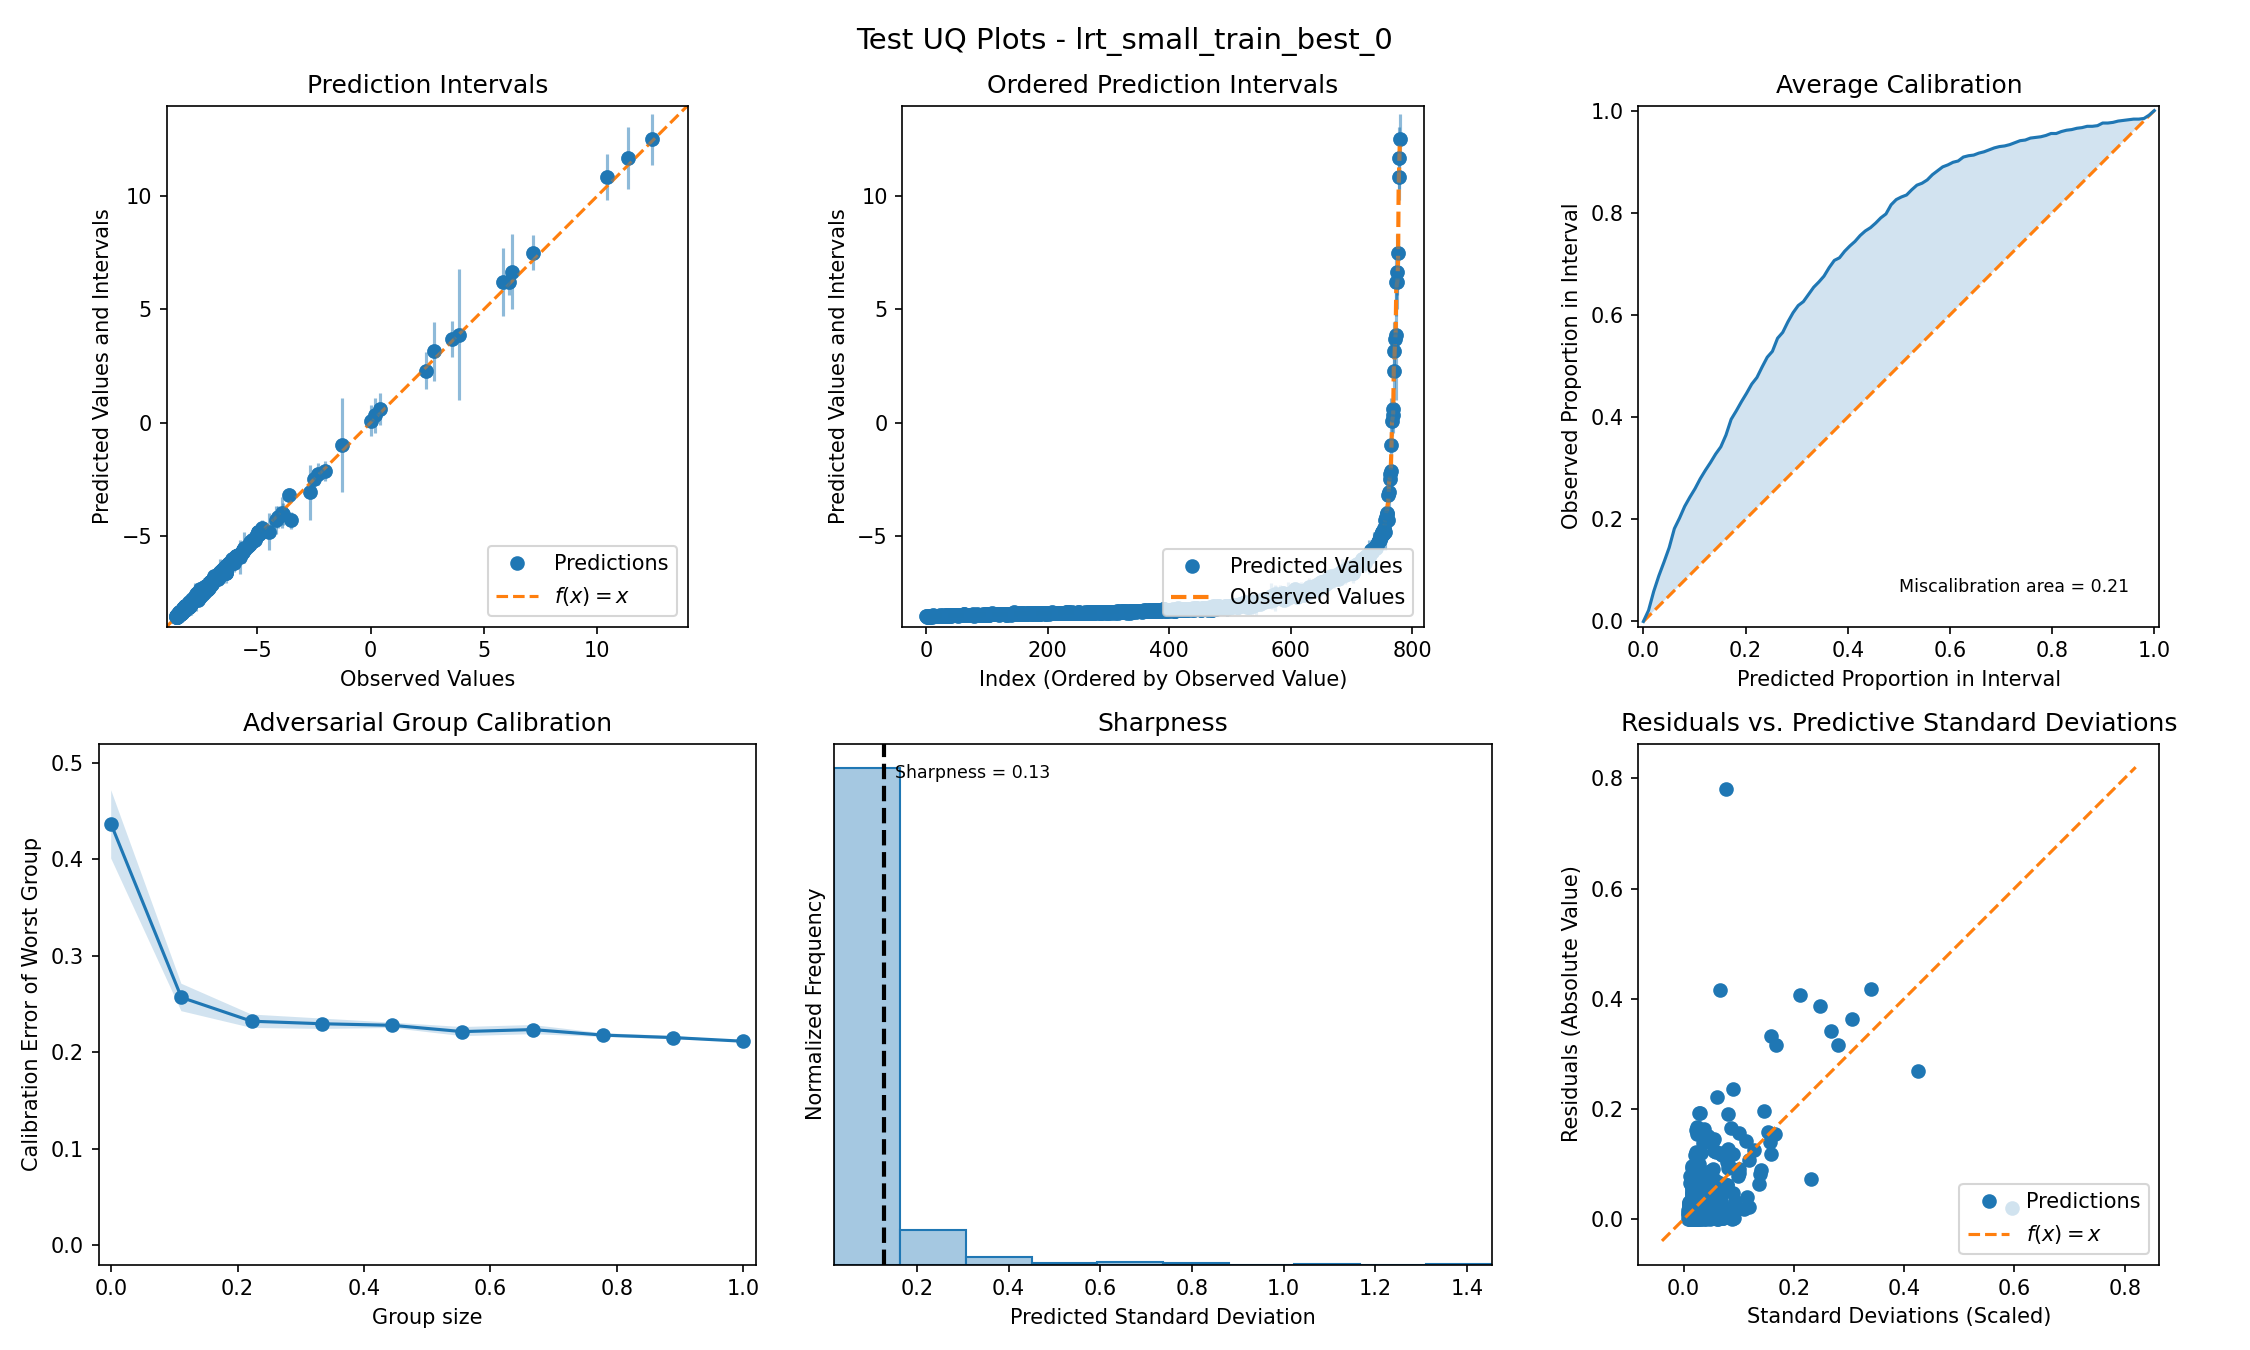 Test UQ Plots - lrt_small_train_best_0
Prediction Intervals
Predicted Values and Intervals
10
5
0
−5
−5 0 5 10
Observed Values
Predictions
f(x) = x
Ordered Prediction Intervals
Predicted Values and Intervals
10
5
0
−5
0 200 400 600 800
Index (Ordered by Observed Value)
Predicted Values
Observed Values
Average Calibration
Observed Proportion in Interval
1.0
0.8
0.6
0.4
0.2
0.0
0.0 0.2 0.4 0.6 0.8 1.0
Predicted Proportion in Interval
Miscalibration area = 0.21
Adversarial Group Calibration
Calibration Error of Worst Group
0.5
0.4
0.3
0.2
0.1
0.0
0.0 0.2 0.4 0.6 0.8 1.0
Group size
Sharpness
Sharpness = 0.13
Normalized Frequency
0.2 0.4 0.6 0.8 1.0 1.2 1.4
Predicted Standard Deviation
Residuals vs. Predictive Standard Deviations
Residuals (Absolute Value)
0.8
0.6
0.4
0.2
0.0
0.0 0.2 0.4 0.6 0.8
Standard Deviations (Scaled)
Predictions
f(x) = x